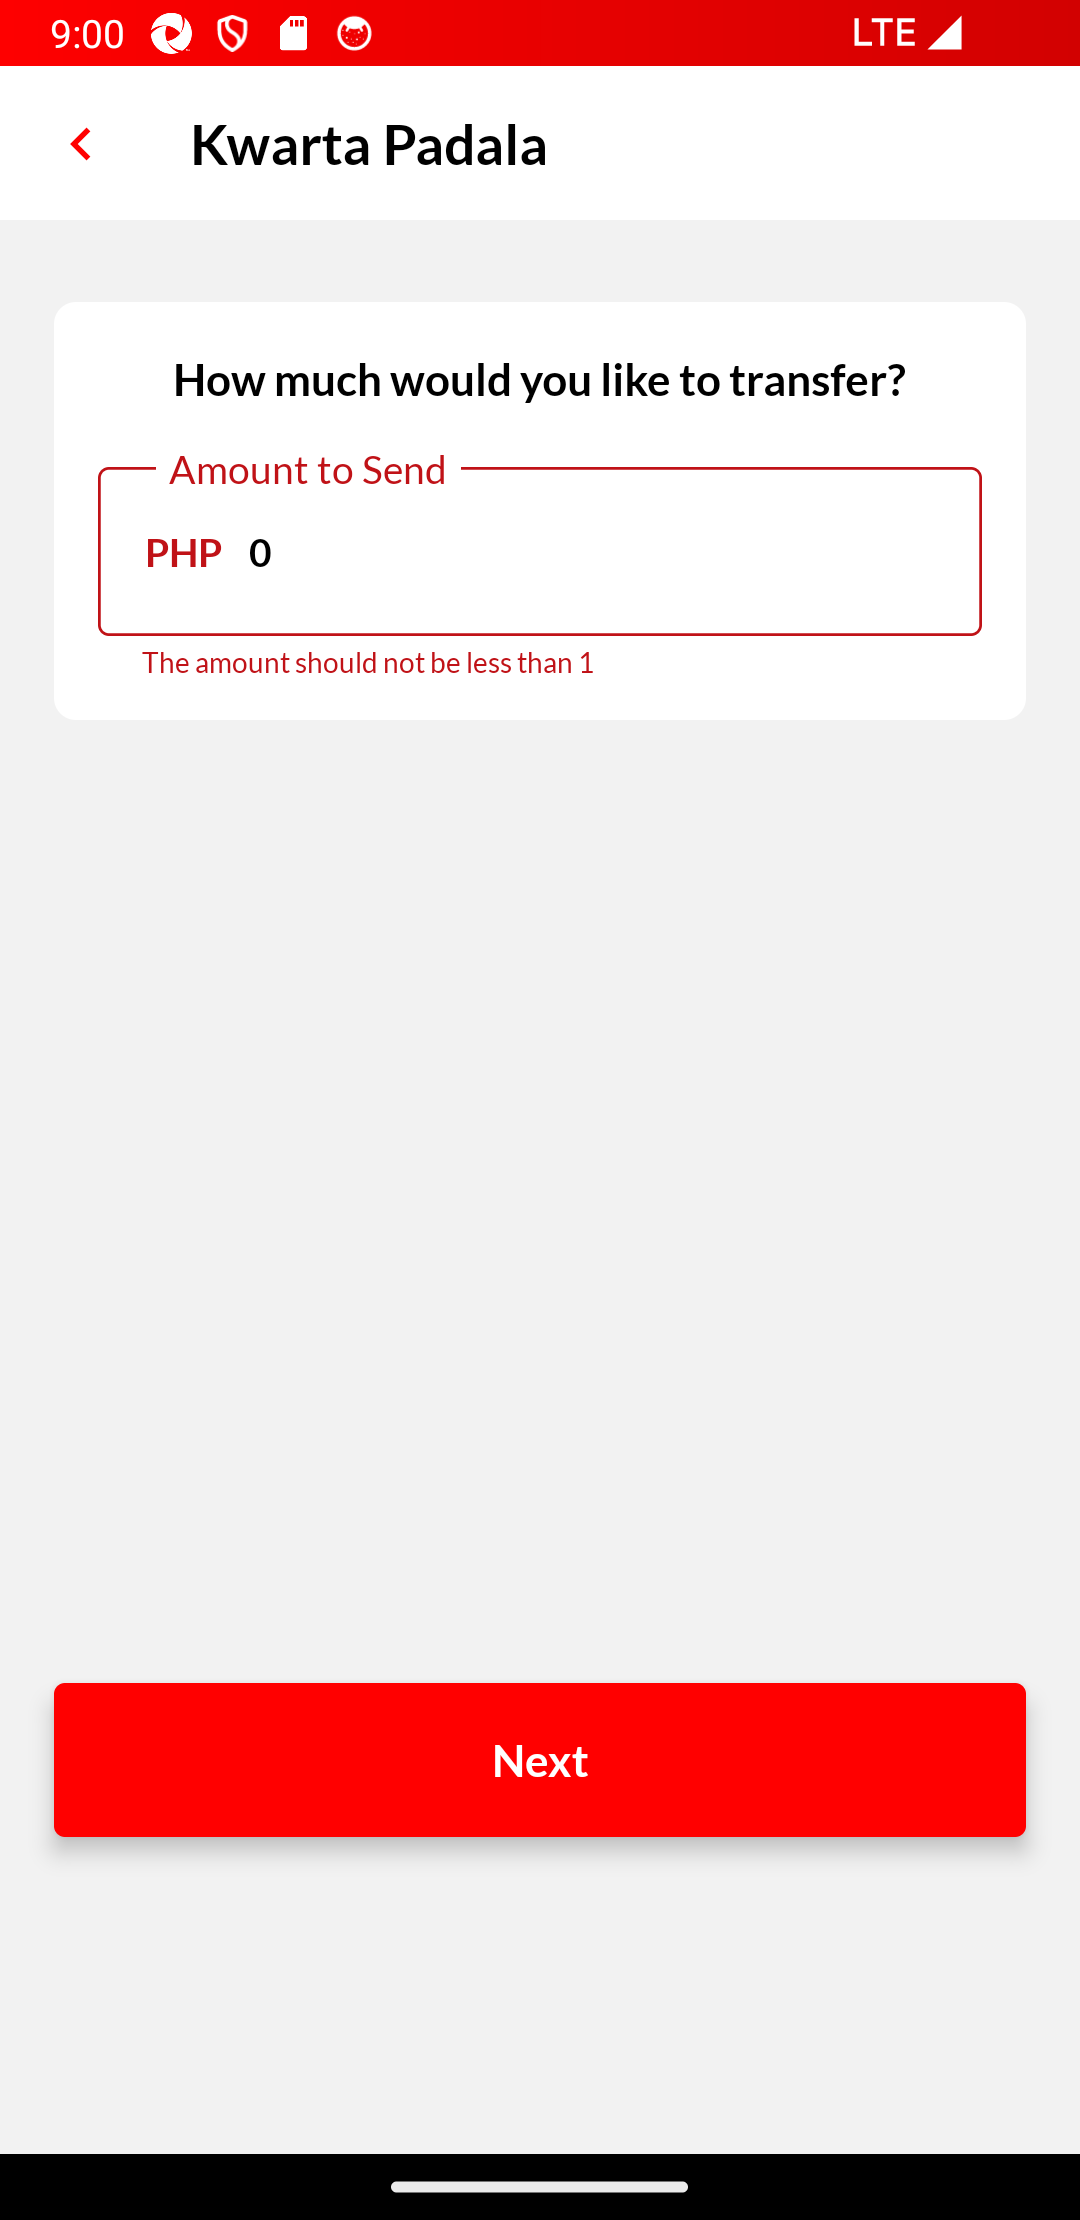 9:00
LTE
Kwarta Padala
How much would you like to transfer?
Amount to Send
PHP 0
The amount should not be less than 1
Next